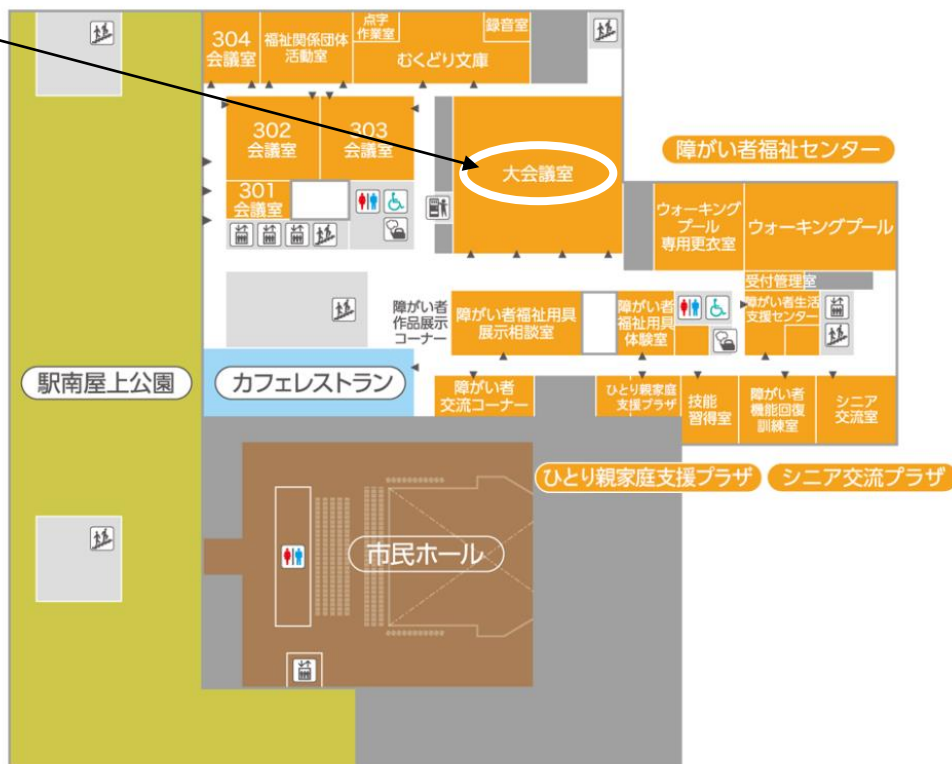 304
会議室
福祉関係団体
活動室
点字
作業室
録音室
むくどり文庫
302
会議室
303
会議室
大会議室
障がい者福祉センター
301
会議室
ウォーキング
プール
専用更衣室
ウォーキングプール
受付管理室
障がい者
作品展示
コーナー
障がい者福祉用具
展示相談室
障がい者
福祉用具
体験室
障がい者生活
支援センター
駅南屋上公園
カフェレストラン
障がい者
交流コーナー
ひとり親家庭
支援プラザ
技能
習得室
障がい者
機能回復
訓練室
シニア
交流室
ひとり親家庭支援プラザ
シニア交流プラザ
市民ホール